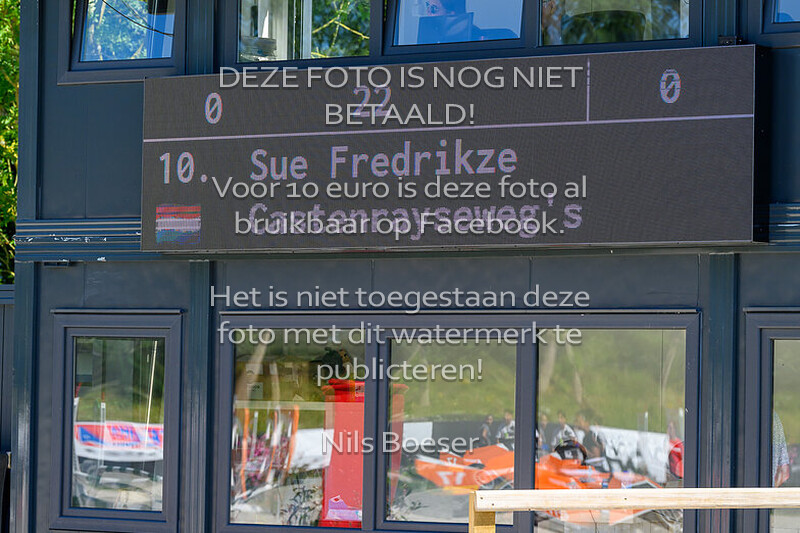 0 22 0
10. Sue Fredrikze
Castenrayseweg's
DEZE FOTO IS NOG NIET
BETAALD!
Voor 10 euro is deze foto al
bruikbaar op Facebook.
Het is niet toegestaan deze
foto met dit watermerk te
publiceren!
Nils Boeser